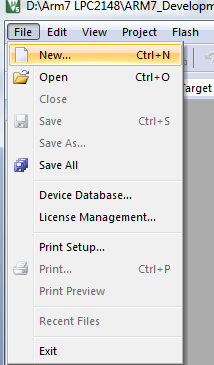 D:\Arm7 LPC2148\ARM7_Developm
File Edit View Project Flash
New... Ctrl+N
Open Ctrl+O
Close
Save Ctrl+S
Save As...
Save All
Target
Device Database...
License Management...
Print Setup...
Print... Ctrl+P
Print Preview
Recent Files
Exit